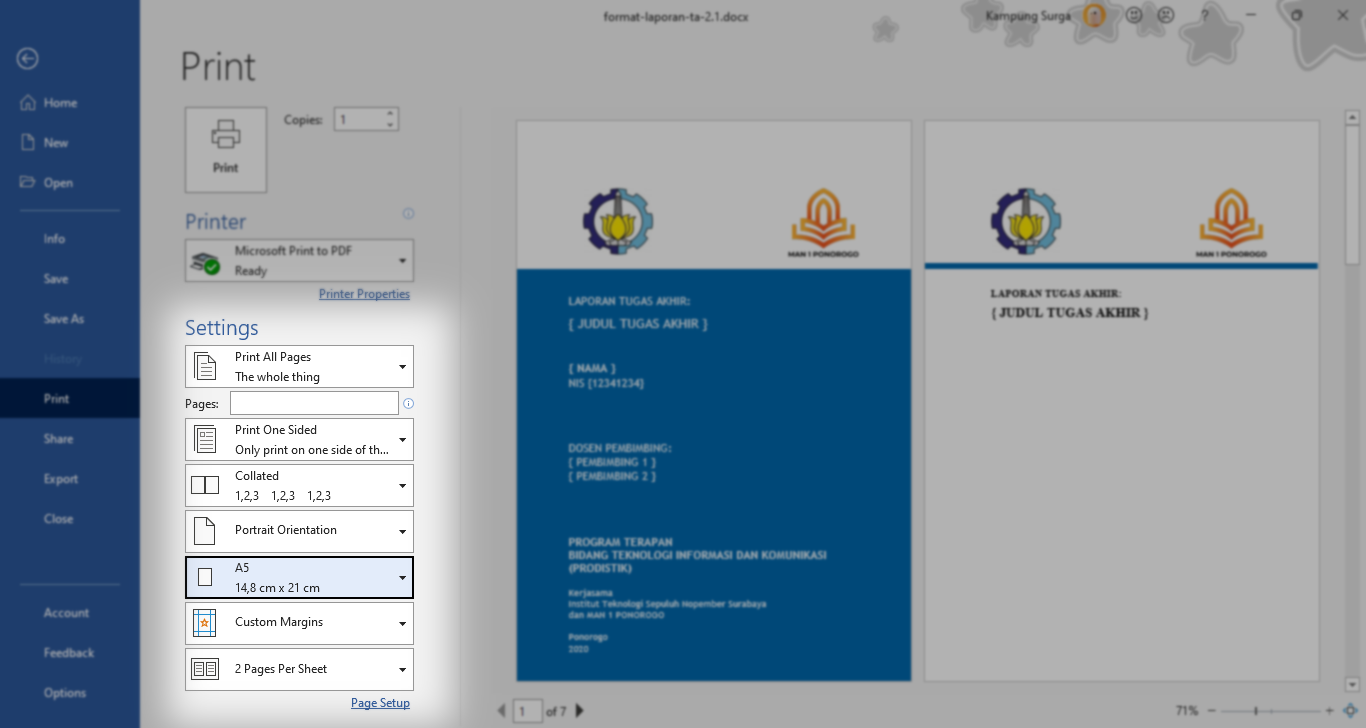 format-laporan-ta-2.1.docx
Kampung Surga
?
Home
New
Open
Info
Save
Save As
History
Print
Share
Export
Close
Account
Feedback
Options
Print
Print
Copies: 1
Printer
Microsoft Print to PDF
Ready
Printer Properties
Settings
Print All Pages
The whole thing
Pages:
Print One Sided
Only print on one side of th...
Collated
1,2,3 1,2,3 1,2,3
Portrait Orientation
A5
14,8 cm x 21 cm
Custom Margins
2 Pages Per Sheet
Page Setup
MAN 1 PONOROGO
LAPORAN TUGAS AKHIR:
[ JUDUL TUGAS AKHIR ]
[ NAMA ]
NIS [12341234]
DOSEN PEMBIMBING:
[ PEMBIMBING 1 ]
[ PEMBIMBING 2 ]
PROGRAM TERAPAN
BIDANG TEKNOLOGI INFORMASI DAN KOMUNIKASI
(PRODISTIK)
Kerjasama
Institut Teknologi Sepuluh Nopember Surabaya
dan MAN 1 PONOROGO
Ponorogo
2020
MAN 1 PONOROGO
LAPORAN TUGAS AKHIR:
[ JUDUL TUGAS AKHIR ]
1 of 7
71%